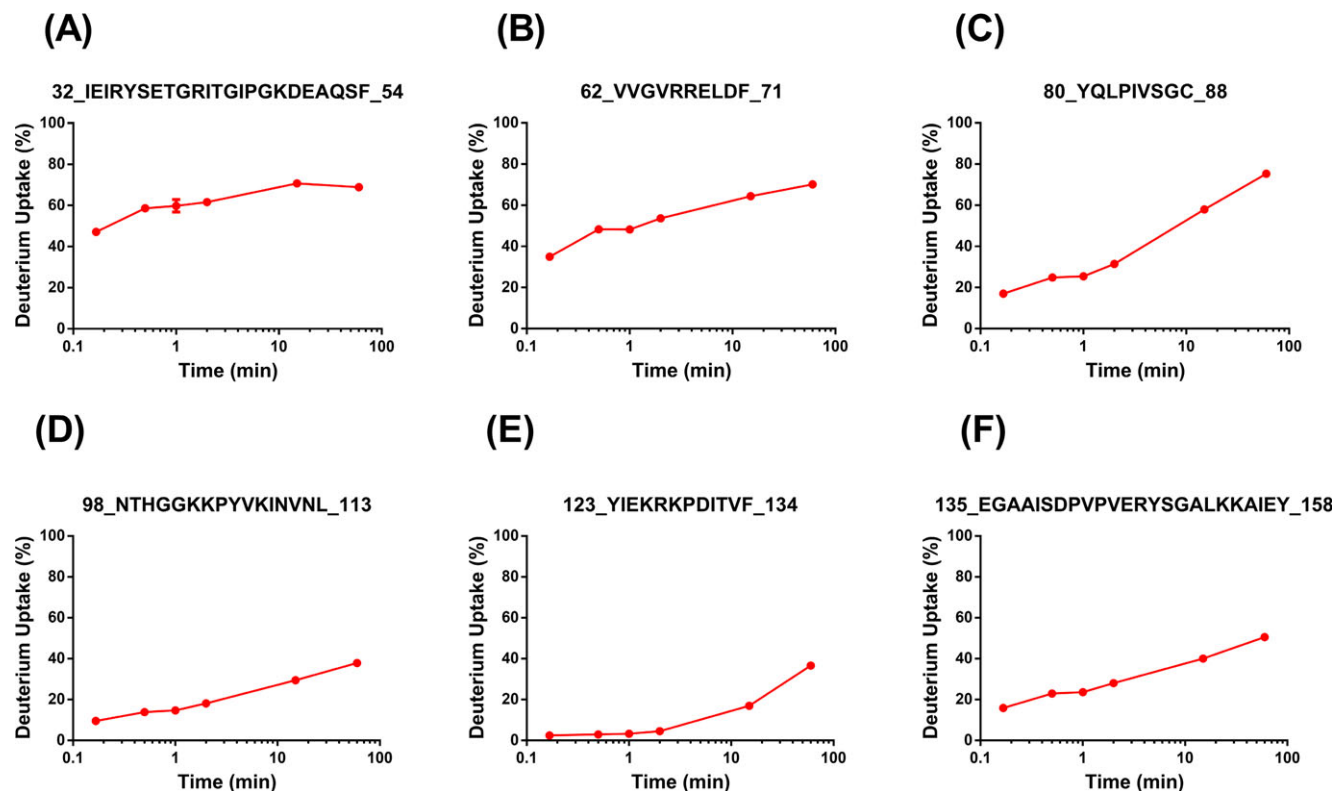 (A)
32_IEIRYSETGRITGIPGKDEAQSF_54
Deuterium Uptake (%)
100
80
60
40
20
0
0.1
1
10
100
Time (min)
(B)
62_VVGVRRELDF_71
Deuterium Uptake (%)
100
80
60
40
20
0
0.1
1
10
100
Time (min)
(C)
80_YQLPIVSGC_88
Deuterium Uptake (%)
100
80
60
40
20
0
0.1
1
10
100
Time (min)
(D)
98_NTHGGKKPYVKINVNL_113
Deuterium Uptake (%)
100
80
60
40
20
0
0.1
1
10
100
Time (min)
(E)
123_YIEKRKPDITVF_134
Deuterium Uptake (%)
100
80
60
40
20
0
0.1
1
10
100
Time (min)
(F)
135_EGAAISDPVPVERYSGALKKAIEY_158
Deuterium Uptake (%)
100
80
60
40
20
0
0.1
1
10
100
Time (min)